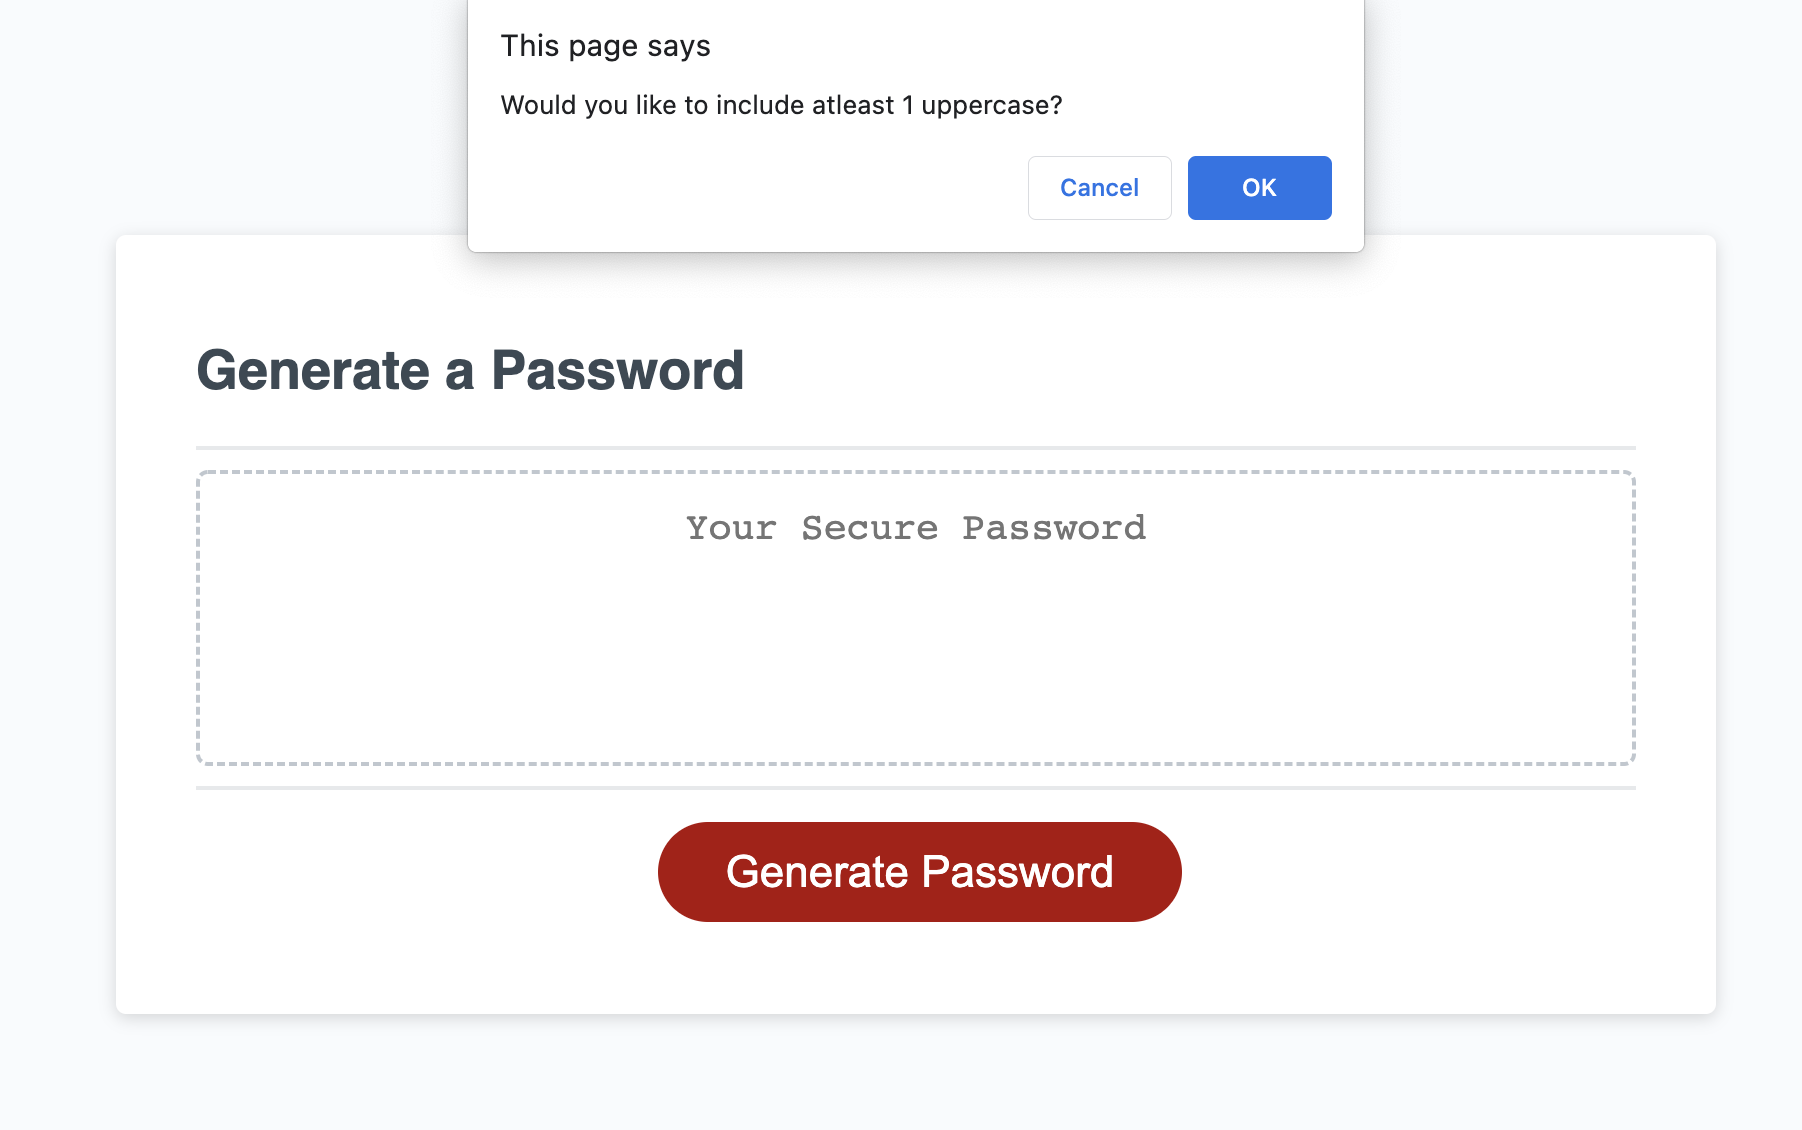 This page says
Would you like to include atleast 1 uppercase?
Cancel OK
Generate a Password
Your Secure Password
Generate Password